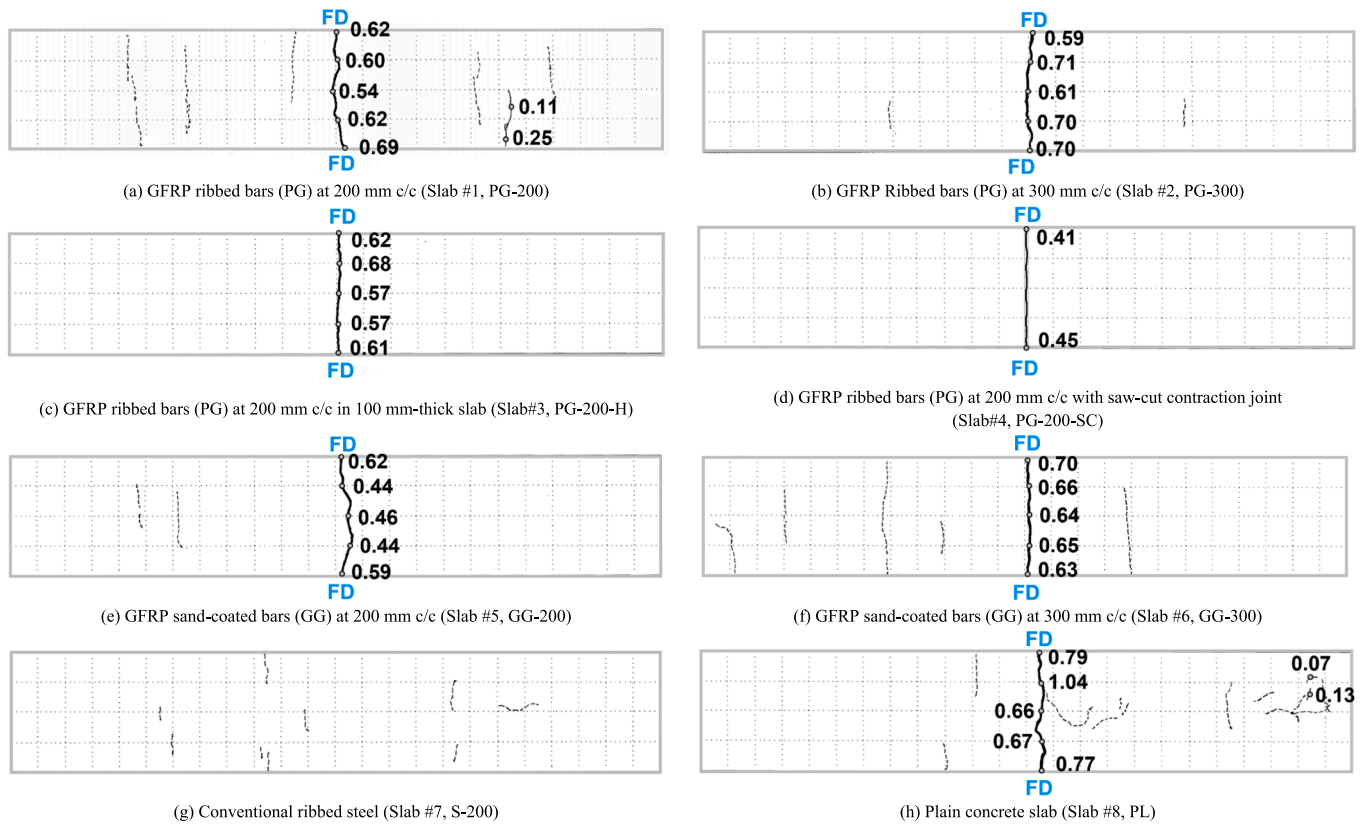 FD
0.62
0.60
0.54
0.11
0.62
0.25
0.69
FD
(a) GFRP ribbed bars (PG) at 200 mm c/c (Slab #1, PG-200)
FD
0.59
0.71
0.61
0.70
0.70
FD
(b) GFRP Ribbed bars (PG) at 300 mm c/c (Slab #2, PG-300)
FD
0.62
0.68
0.57
0.57
0.61
FD
(c) GFRP ribbed bars (PG) at 200 mm c/c in 100 mm-thick slab (Slab#3, PG-200-H)
FD
0.41
0.45
FD
(d) GFRP ribbed bars (PG) at 200 mm c/c with saw-cut contraction joint
(Slab#4, PG-200-SC)
FD
0.62
0.44
0.46
0.44
0.59
FD
(e) GFRP sand-coated bars (GG) at 200 mm c/c (Slab #5, GG-200)
FD
0.70
0.66
0.64
0.65
0.63
FD
(f) GFRP sand-coated bars (GG) at 300 mm c/c (Slab #6, GG-300)
(g) Conventional ribbed steel (Slab #7, S-200)
FD
0.79
0.07
1.04
0.13
0.66
0.67
0.77
FD
(h) Plain concrete slab (Slab #8, PL)